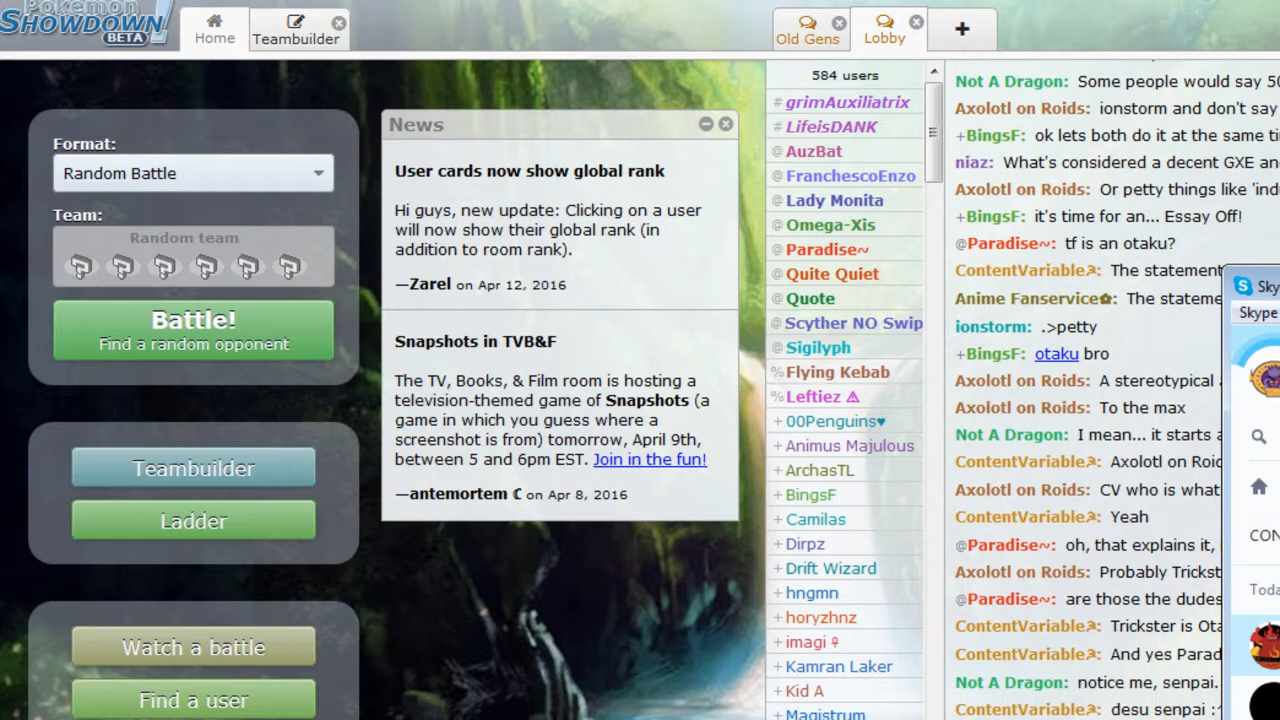 Pokémon
SHOWDOWN!
BETA
Home
Teambuilder
Old Gens
Lobby
+
Format:
Random Battle
Team:
Random team
Battle!
Find a random opponent
Teambuilder
Ladder
Watch a battle
Find a user
News
User cards now show global rank
Hi guys, new update: Clicking on a user
will now show their global rank (in
addition to room rank).
—Zarel on Apr 12, 2016
Snapshots in TVB&F
The TV, Books, & Film room is hosting a
television-themed game of Snapshots (a
game in which you guess where a
screenshot is from) tomorrow, April 9th,
between 5 and 6pm EST. Join in the fun!
—antemortem ☾ on Apr 8, 2016
584 users
# grimAuxiliatrix
# LifeisDANK
@ AuzBat
@ FranchescoEnzo
@ Lady Monita
@ Omega-Xis
@ Paradise~
@ Quite Quiet
@ Quote
@ Scyther NO Swip
@ Sigilyph
% Flying Kebab
% Leftiez ⚠
+ 00Penguins♥
+ Animus Majulous
+ ArchasTL
+ BingsF
+ Camilas
+ Dirpz
+ Drift Wizard
+ hngmn
+ horyzhnz
+ imagi ♀
+ Kamran Laker
+ Kid A
+ Magistrum
Not A Dragon: Some people would say 50
Axolotl on Roids: ionstorm and don't say
+BingsF: ok lets both do it at the same ti
niaz: What's considered a decent GXE an
Axolotl on Roids: Or petty things like 'ind
+BingsF: it's time for an... Essay Off!
@Paradise~: tf is an otaku?
ContentVariable☭: The statement
Anime Fanservice✿: The stateme
ionstorm: .>petty
+BingsF: otaku bro
Axolotl on Roids: A stereotypical
Axolotl on Roids: To the max
Not A Dragon: I mean... it starts a
ContentVariable☭: Axolotl on Roid
Axolotl on Roids: CV who is what
ContentVariable☭: Yeah
@Paradise~: oh, that explains it,
Axolotl on Roids: Probably Trickst
@Paradise~: are those the dudes
ContentVariable☭: Trickster is Ota
ContentVariable☭: And yes Parad
Not A Dragon: notice me, senpai.
ContentVariable☭: desu senpai :
Sky
Skype
CON
Toda